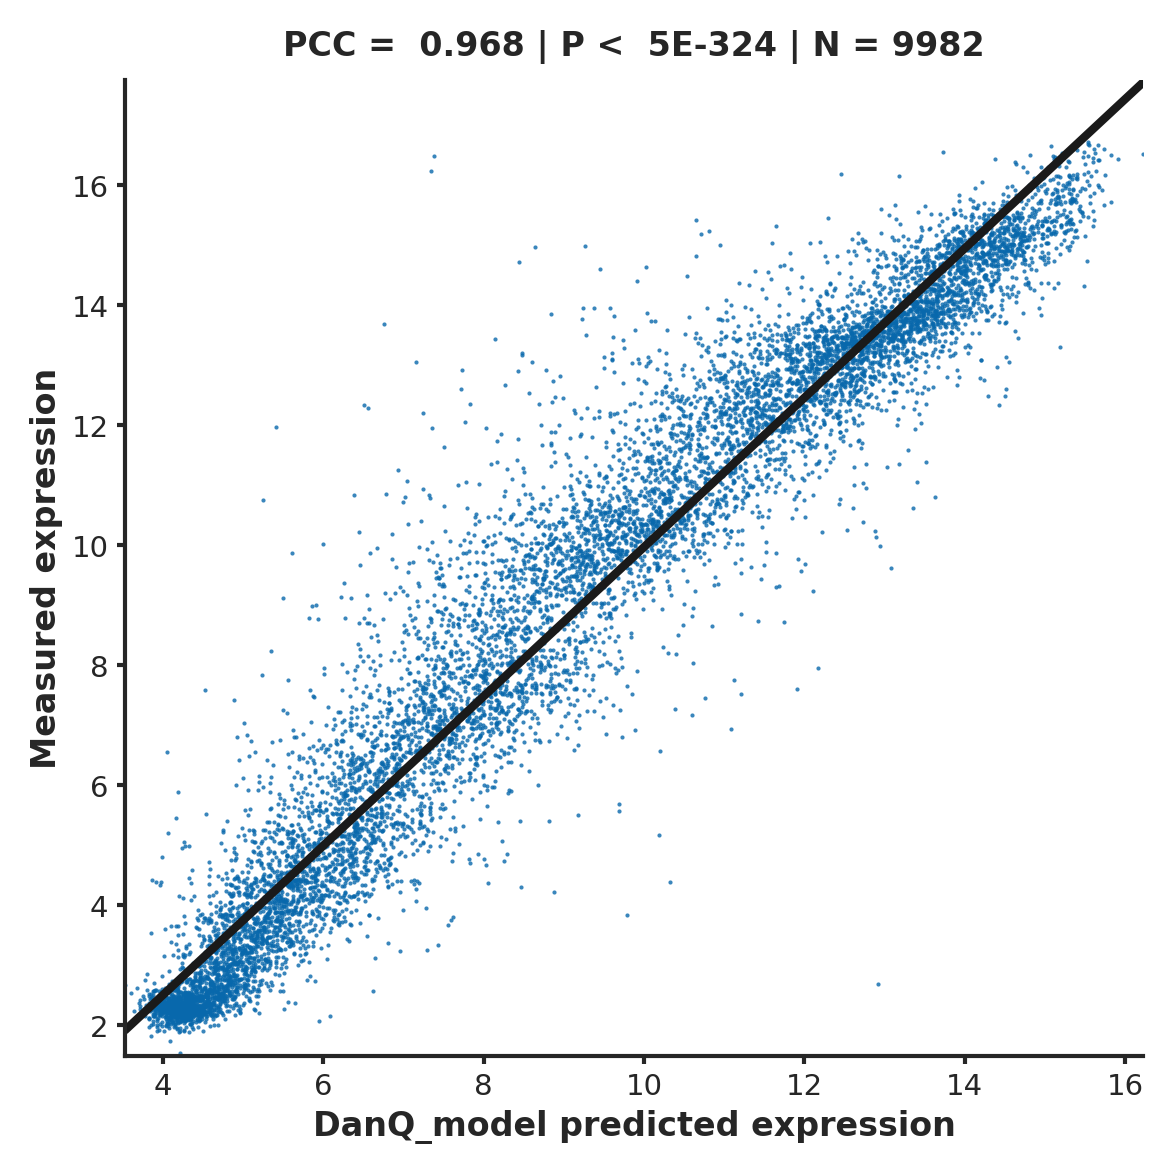 PCC =  0.968 | P <  5E-324 | N = 9982
Measured expression
16
14
12
10
8
6
4
2
4 6 8 10 12 14 16
DanQ_model predicted expression